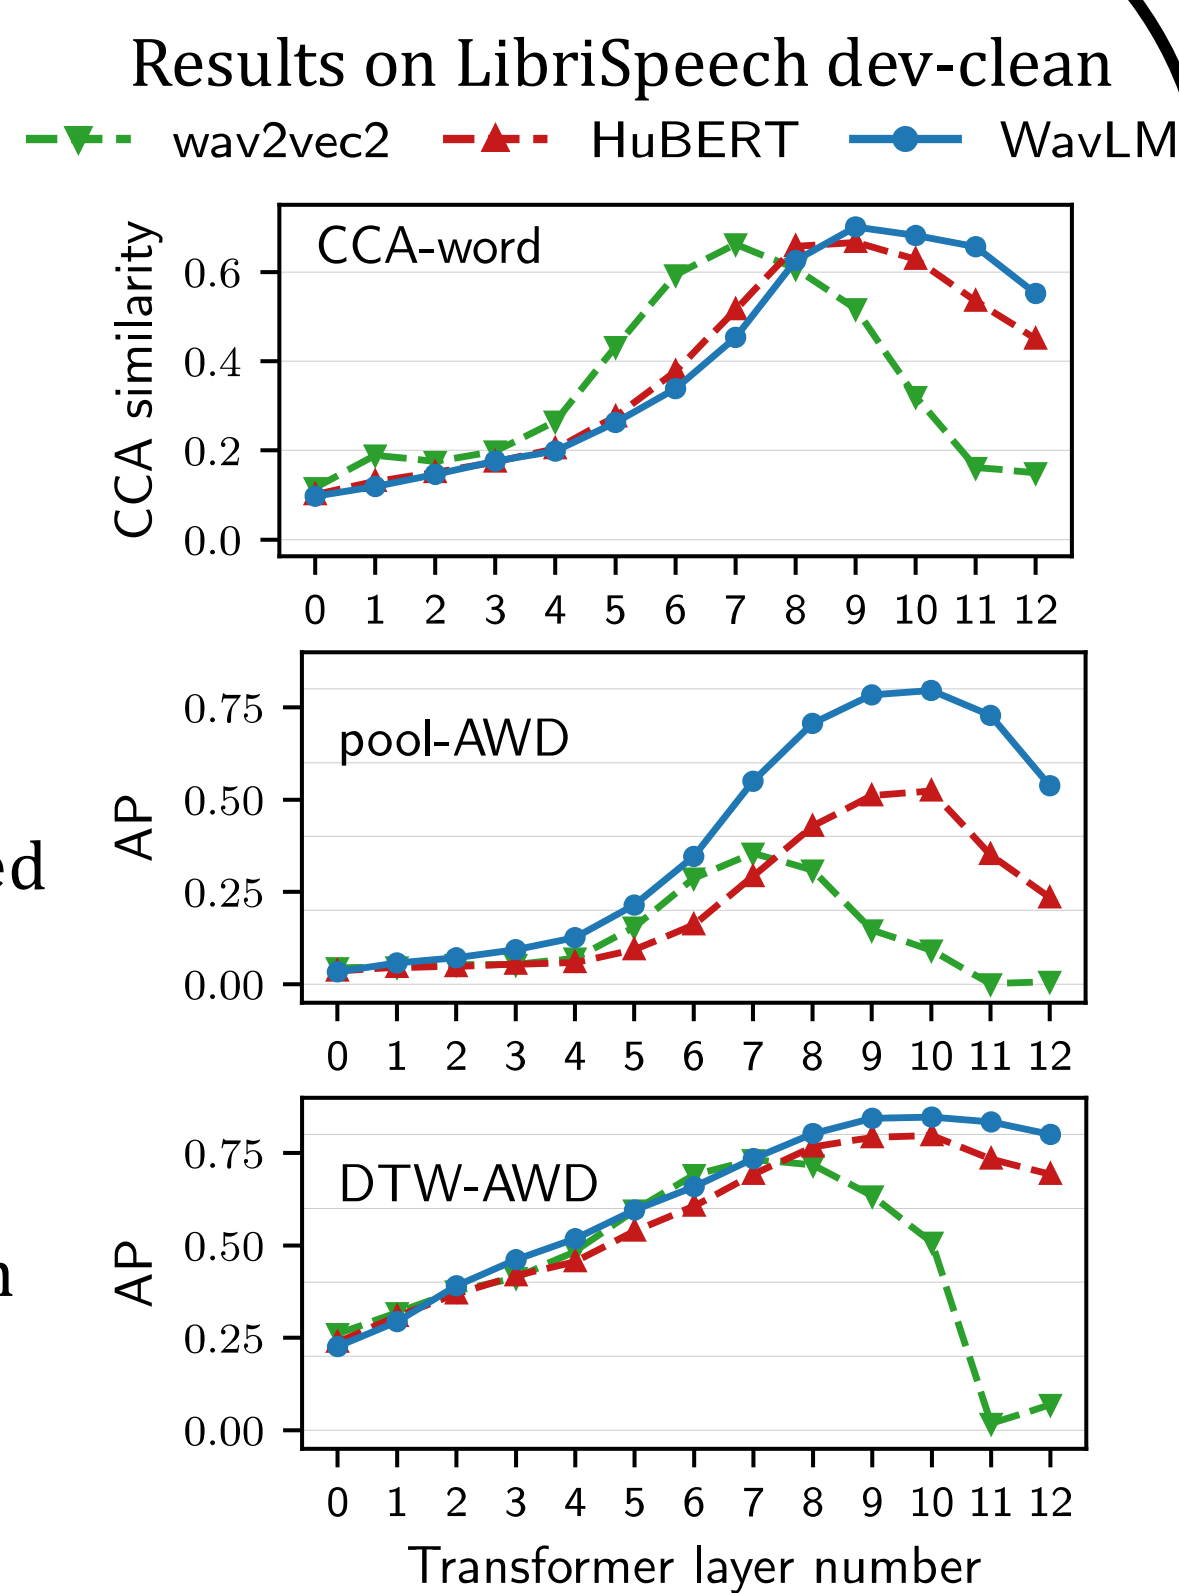 Results on LibriSpeech dev-clean
wav2vec2 HuBERT WavLM
CCA-word
CCA similarity
0.6
0.4
0.2
0.0
0 1 2 3 4 5 6 7 8 9 10 11 12
pool-AWD
AP
0.75
0.50
0.25
0.00
0 1 2 3 4 5 6 7 8 9 10 11 12
ed
DTW-AWD
AP
0.75
0.50
0.25
0.00
0 1 2 3 4 5 6 7 8 9 10 11 12
n
Transformer layer number